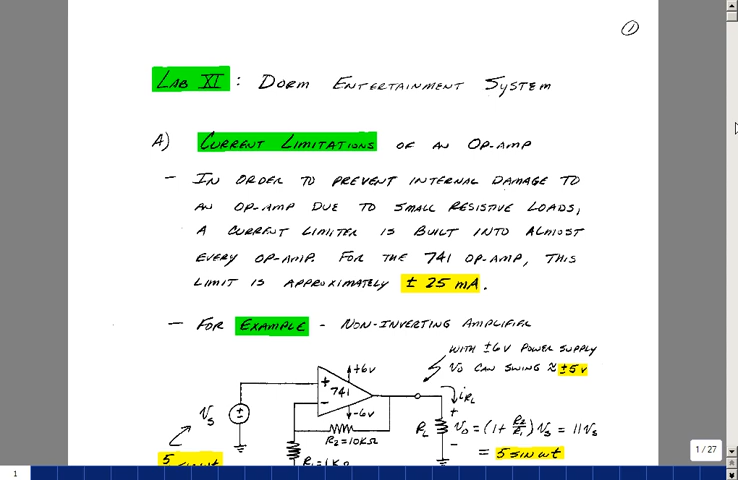 ①
LAB XI : DORM ENTERTAINMENT SYSTEM
A) CURRENT LIMITATIONS OF AN OP-AMP
- IN ORDER TO PREVENT INTERNAL DAMAGE TO
AN OP-AMP DUE TO SMALL RESISTIVE LOADS,
A CURRENT LIMITER IS BUILT INTO ALMOST
EVERY OP-AMP. FOR THE 741 OP-AMP, THIS
LIMIT IS APPROXIMATELY ± 25 mA.
- FOR EXAMPLE - NON-INVERTING AMPLIFIER
WITH ±6V POWER SUPPLY
VO CAN SWING ≈ ±5V
+6V
+
741
-
-6V
iRL
VS
+
-
R2=10KΩ
RL
+
VO = (1 + R2/R1) VS = 11VS
-
= 5 sin ωt
R1=1KΩ
1 / 27
1